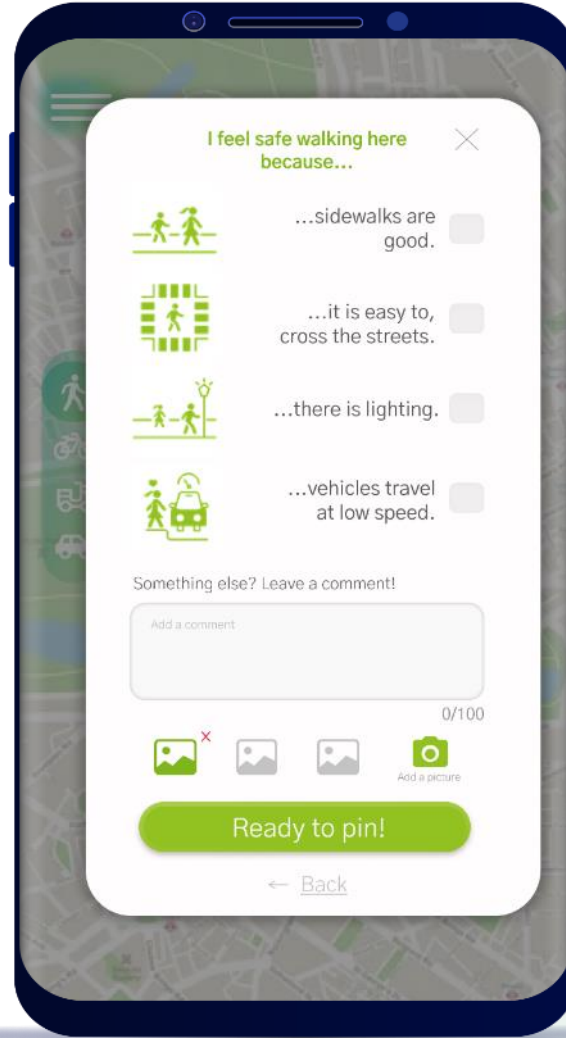 I feel safe walking here
because...
...sidewalks are
good.
...it is easy to,
cross the streets.
...there is lighting.
...vehicles travel
at low speed.
Something else? Leave a comment!
Add a comment
0/100
Add a picture
Ready to pin!
← Back